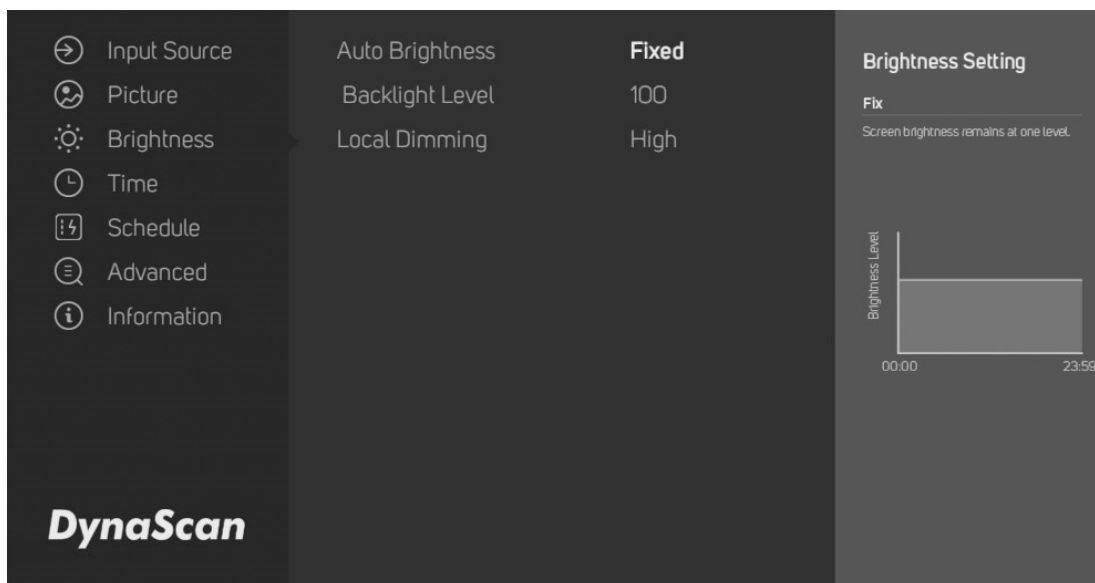 Input Source
Picture
Brightness
Time
Schedule
Advanced
Information
DynaScan
Auto Brightness Fixed
Backlight Level 100
Local Dimming High
Brightness Setting
Fix
Screen brightness remains at one level.
Brightness Level
00:00 23:59